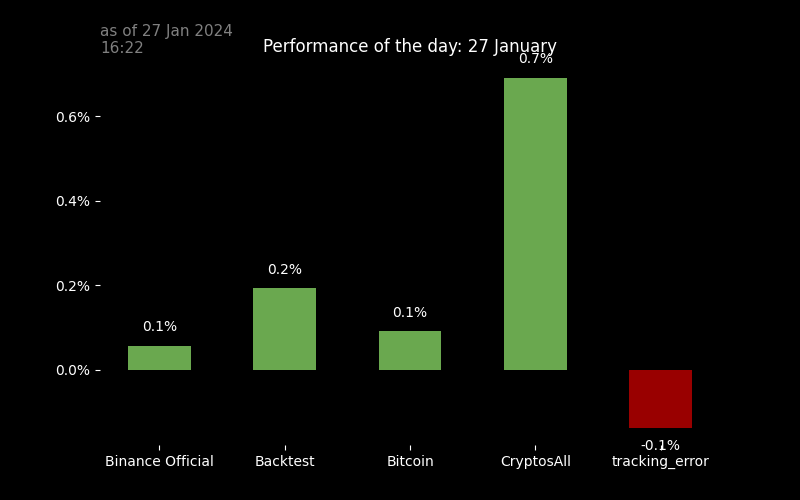 as of 27 Jan 2024
16:22
Performance of the day: 27 January
0.7%
0.6%
0.4%
0.2%
0.2%
0.1%
0.1%
0.0%
-0.1%
Binance Official
Backtest
Bitcoin
CryptosAll
tracking_error